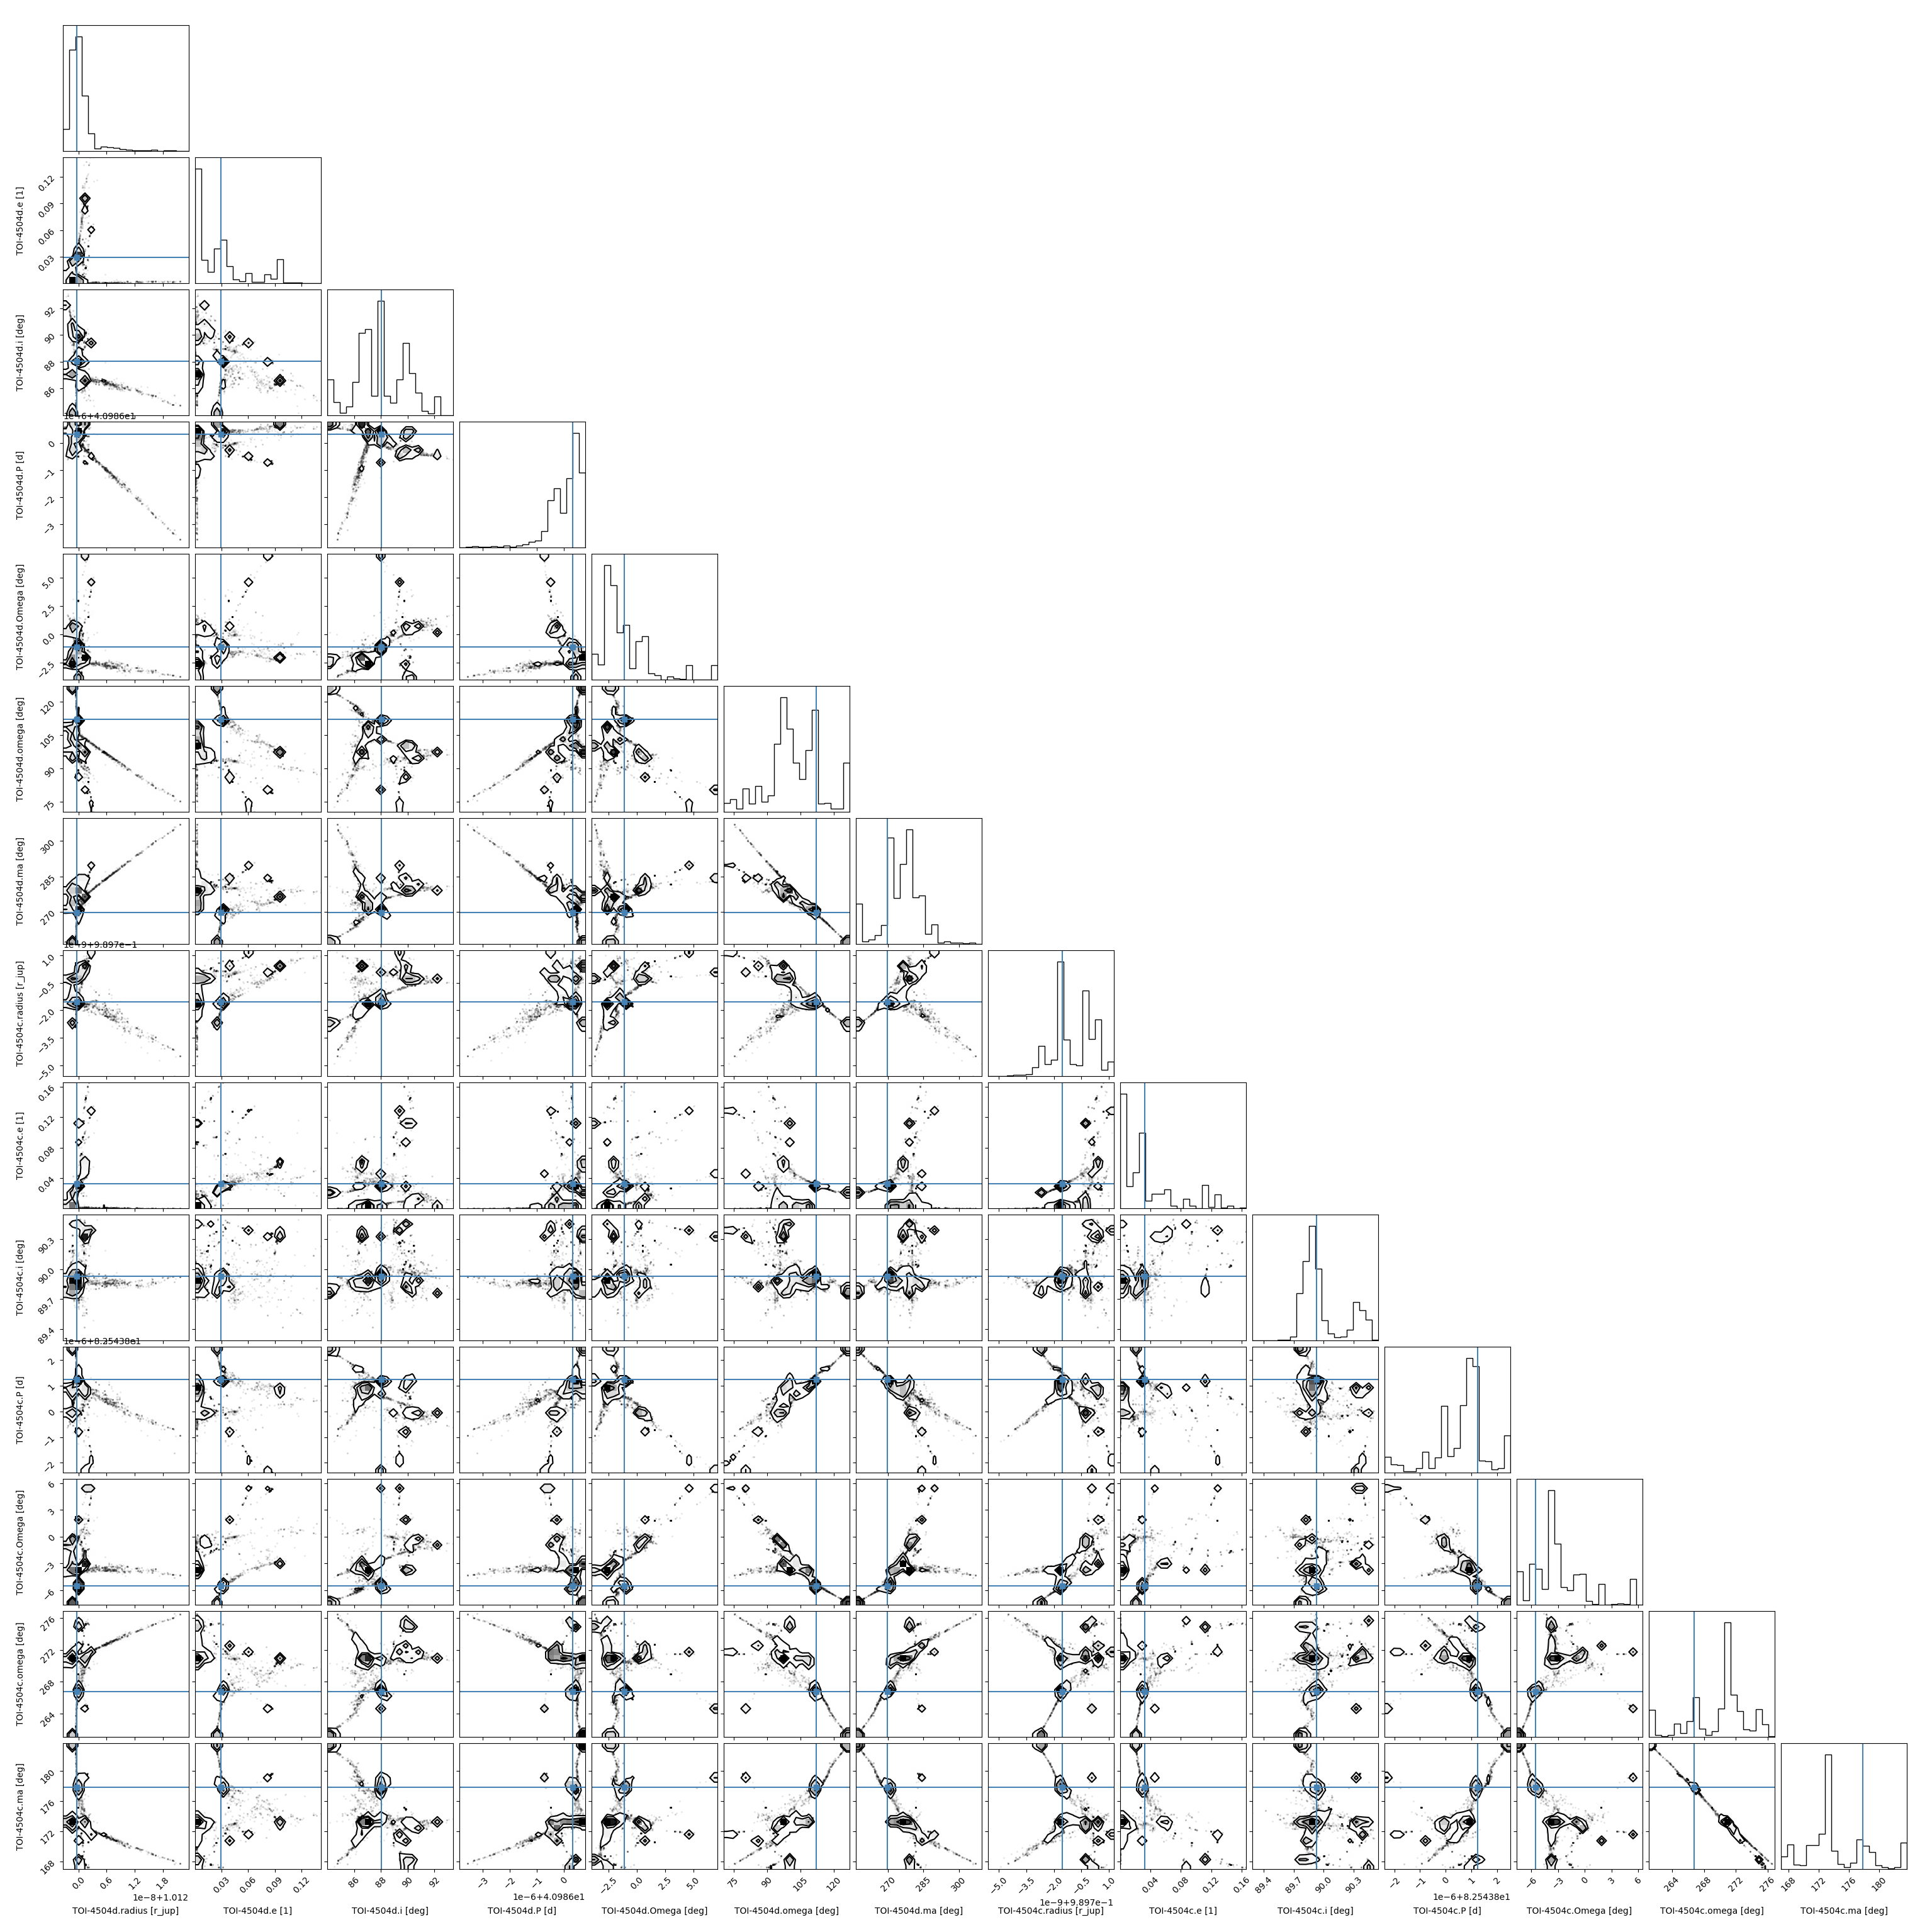 TOI-4504d.e [1]
0.12
0.09
0.06
0.03
TOI-4504d.i [deg]
92
90
88
86
1e−6+4.0986e1
TOI-4504d.P [d]
0
−1
−2
−3
TOI-4504d.Omega [deg]
5.0
2.5
0.0
−2.5
TOI-4504d.omega [deg]
120
105
90
75
TOI-4504d.ma [deg]
300
285
270
1e−9+9.897e−1
TOI-4504c.radius [r_jup]
1.0
−0.5
−2.0
−3.5
−5.0
TOI-4504c.e [1]
0.16
0.12
0.08
0.04
TOI-4504c.i [deg]
90.3
90.0
89.7
89.4
1e−6+8.25438e1
TOI-4504c.P [d]
2
1
0
−1
−2
TOI-4504c.Omega [deg]
6
3
0
−3
−6
TOI-4504c.omega [deg]
276
272
268
264
TOI-4504c.ma [deg]
180
176
172
168
0.0 0.6 1.2 1.8
1e−8+1.012
TOI-4504d.radius [r_jup]
0.03 0.06 0.09 0.12
TOI-4504d.e [1]
86 88 90 92
TOI-4504d.i [deg]
−3 −2 −1 0
1e−6+4.0986e1
TOI-4504d.P [d]
−2.5 0.0 2.5 5.0
TOI-4504d.Omega [deg]
75 90 105 120
TOI-4504d.omega [deg]
270 285 300
TOI-4504d.ma [deg]
−5.0 −3.5 −2.0 −0.5 1.0
1e−9+9.897e−1
TOI-4504c.radius [r_jup]
0.04 0.08 0.12 0.16
TOI-4504c.e [1]
89.4 89.7 90.0 90.3
TOI-4504c.i [deg]
−2 −1 0 1 2
1e−6+8.25438e1
TOI-4504c.P [d]
−6 −3 0 3 6
TOI-4504c.Omega [deg]
264 268 272 276
TOI-4504c.omega [deg]
168 172 176 180
TOI-4504c.ma [deg]